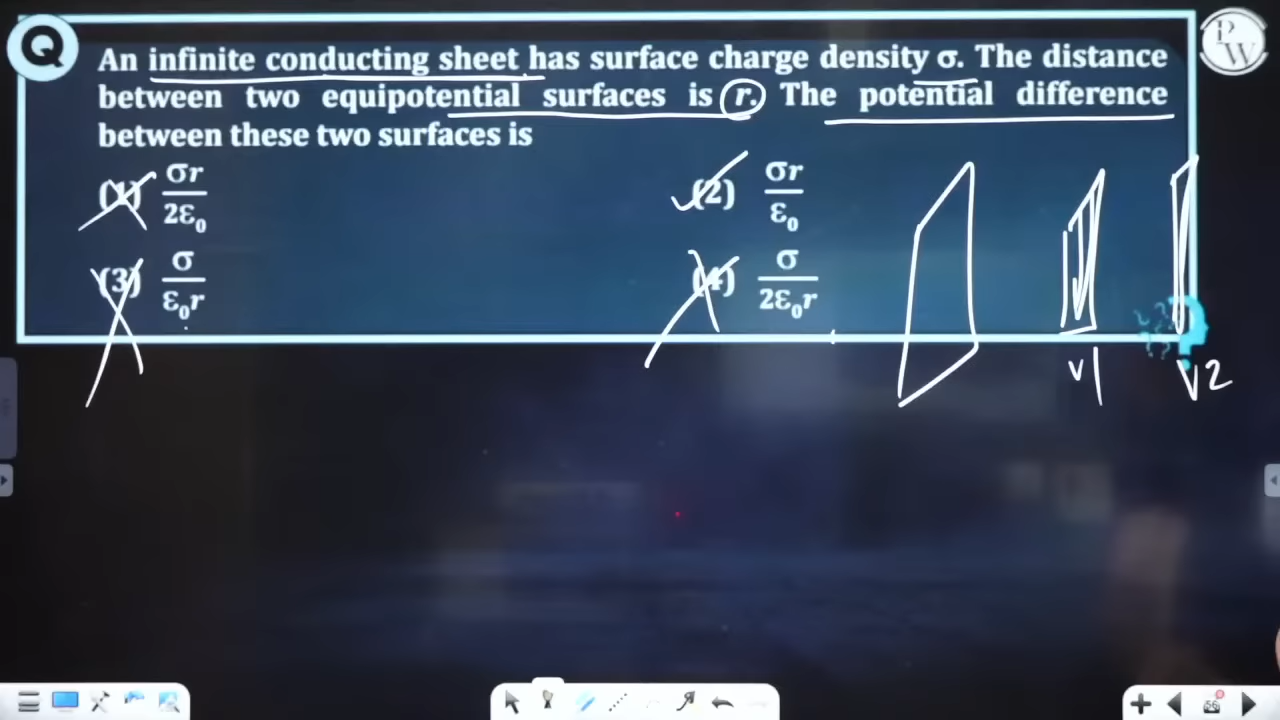 Q
PW
An infinite conducting sheet has surface charge density σ. The distance
between two equipotential surfaces is r. The potential difference
between these two surfaces is
(1) σr/2ε₀
(2) σr/ε₀
(3) σ/ε₀r
(4) σ/2ε₀r
V1
V2